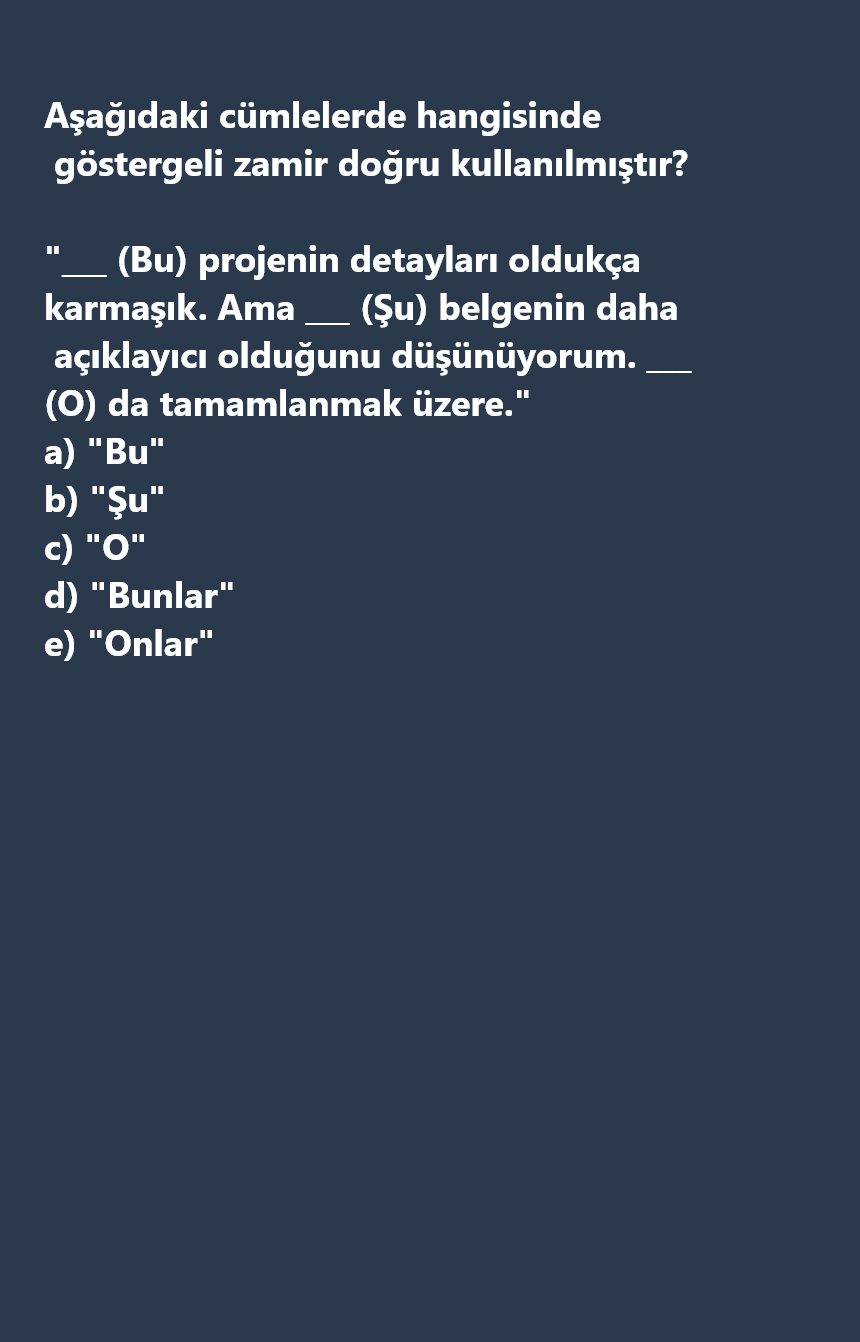 Aşağıdaki cümlelerde hangisinde
göstergeli zamir doğru kullanılmıştır?
"___ (Bu) projenin detayları oldukça
karmaşık. Ama ___ (Şu) belgenin daha
açıklayıcı olduğunu düşünüyorum. ___
(O) da tamamlanmak üzere."
a) "Bu"
b) "Şu"
c) "O"
d) "Bunlar"
e) "Onlar"